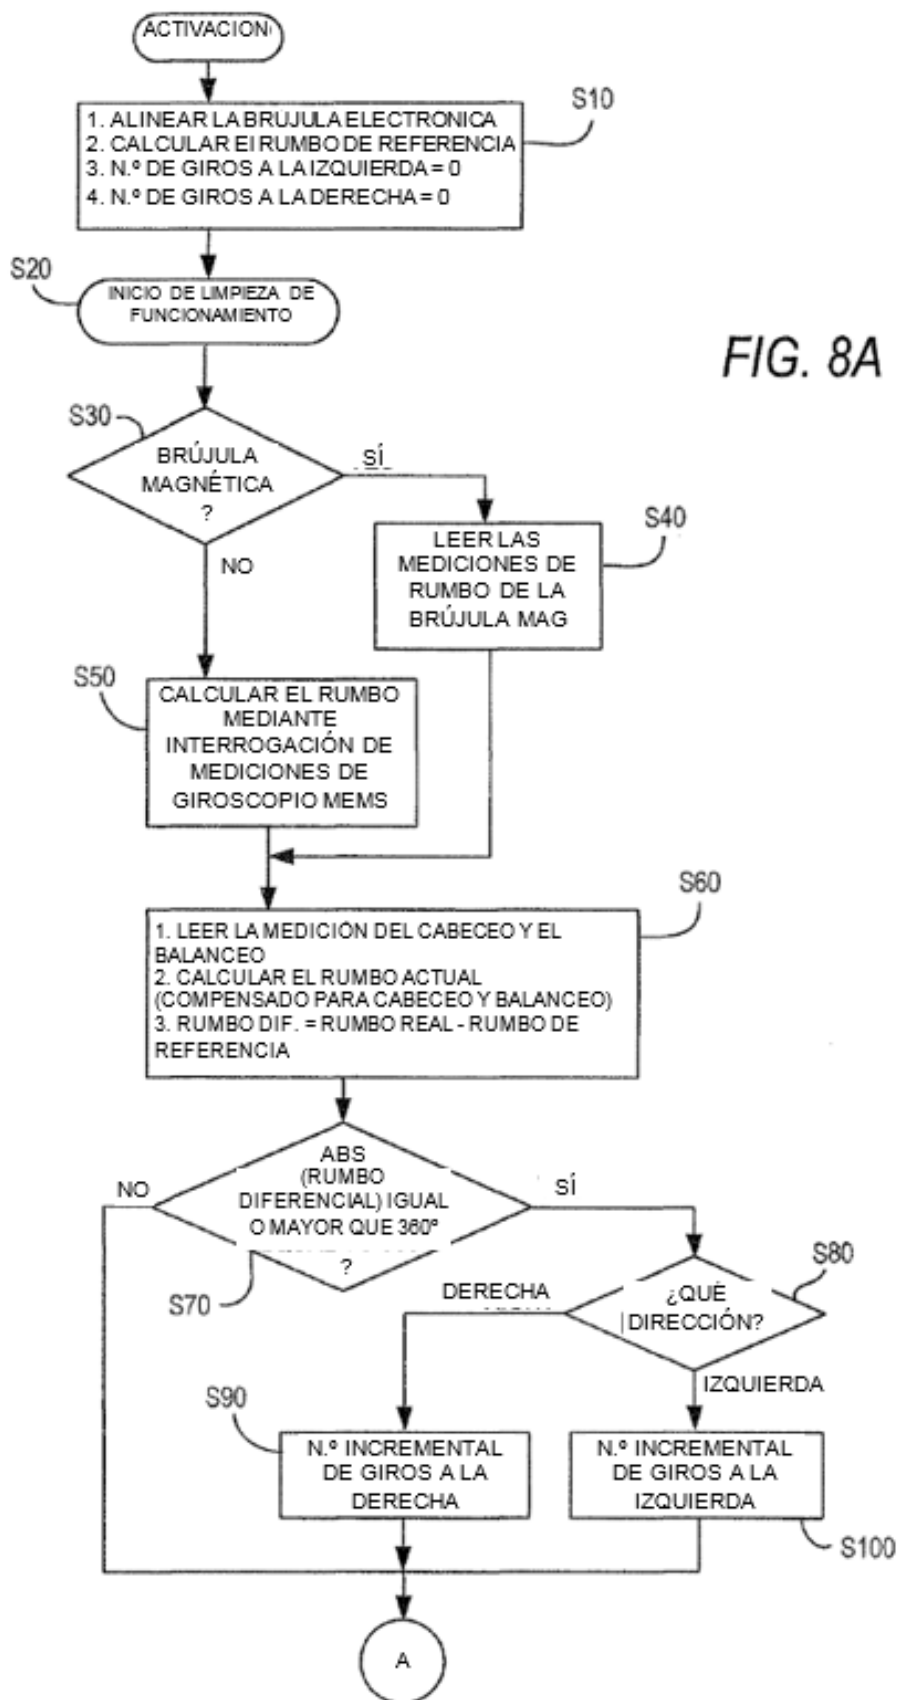 ACTIVACION
S10
1. ALINEAR LA BRUJULA ELECTRONICA
2. CALCULAR El RUMBO DE REFERENCIA
3. N.º DE GIROS A LA IZQUIERDA = 0
4. N.º DE GIROS A LA DERECHA = 0
S20
INICIO DE LIMPIEZA DE
FUNCIONAMIENTO
FIG. 8A
S30
BRÚJULA
MAGNÉTICA
?
SÍ
NO
S40
LEER LAS
MEDICIONES DE
RUMBO DE LA
BRÚJULA MAG
S50
CALCULAR EL RUMBO
MEDIANTE
INTERROGACIÓN DE
MEDICIONES DE
GIROSCOPIO MEMS
S60
1. LEER LA MEDICIÓN DEL CABECEO Y EL
BALANCEO
2. CALCULAR EL RUMBO ACTUAL
(COMPENSADO PARA CABECEO Y BALANCEO)
3. RUMBO DIF. = RUMBO REAL - RUMBO DE
REFERENCIA
ABS
(RUMBO
DIFERENCIAL) IGUAL
O MAYOR QUE 360º
?
NO
SÍ
S70
S80
¿QUÉ
DIRECCIÓN?
DERECHA
IZQUIERDA
S90
N.º INCREMENTAL
DE GIROS A LA
DERECHA
N.º INCREMENTAL
DE GIROS A LA
IZQUIERDA
S100
A